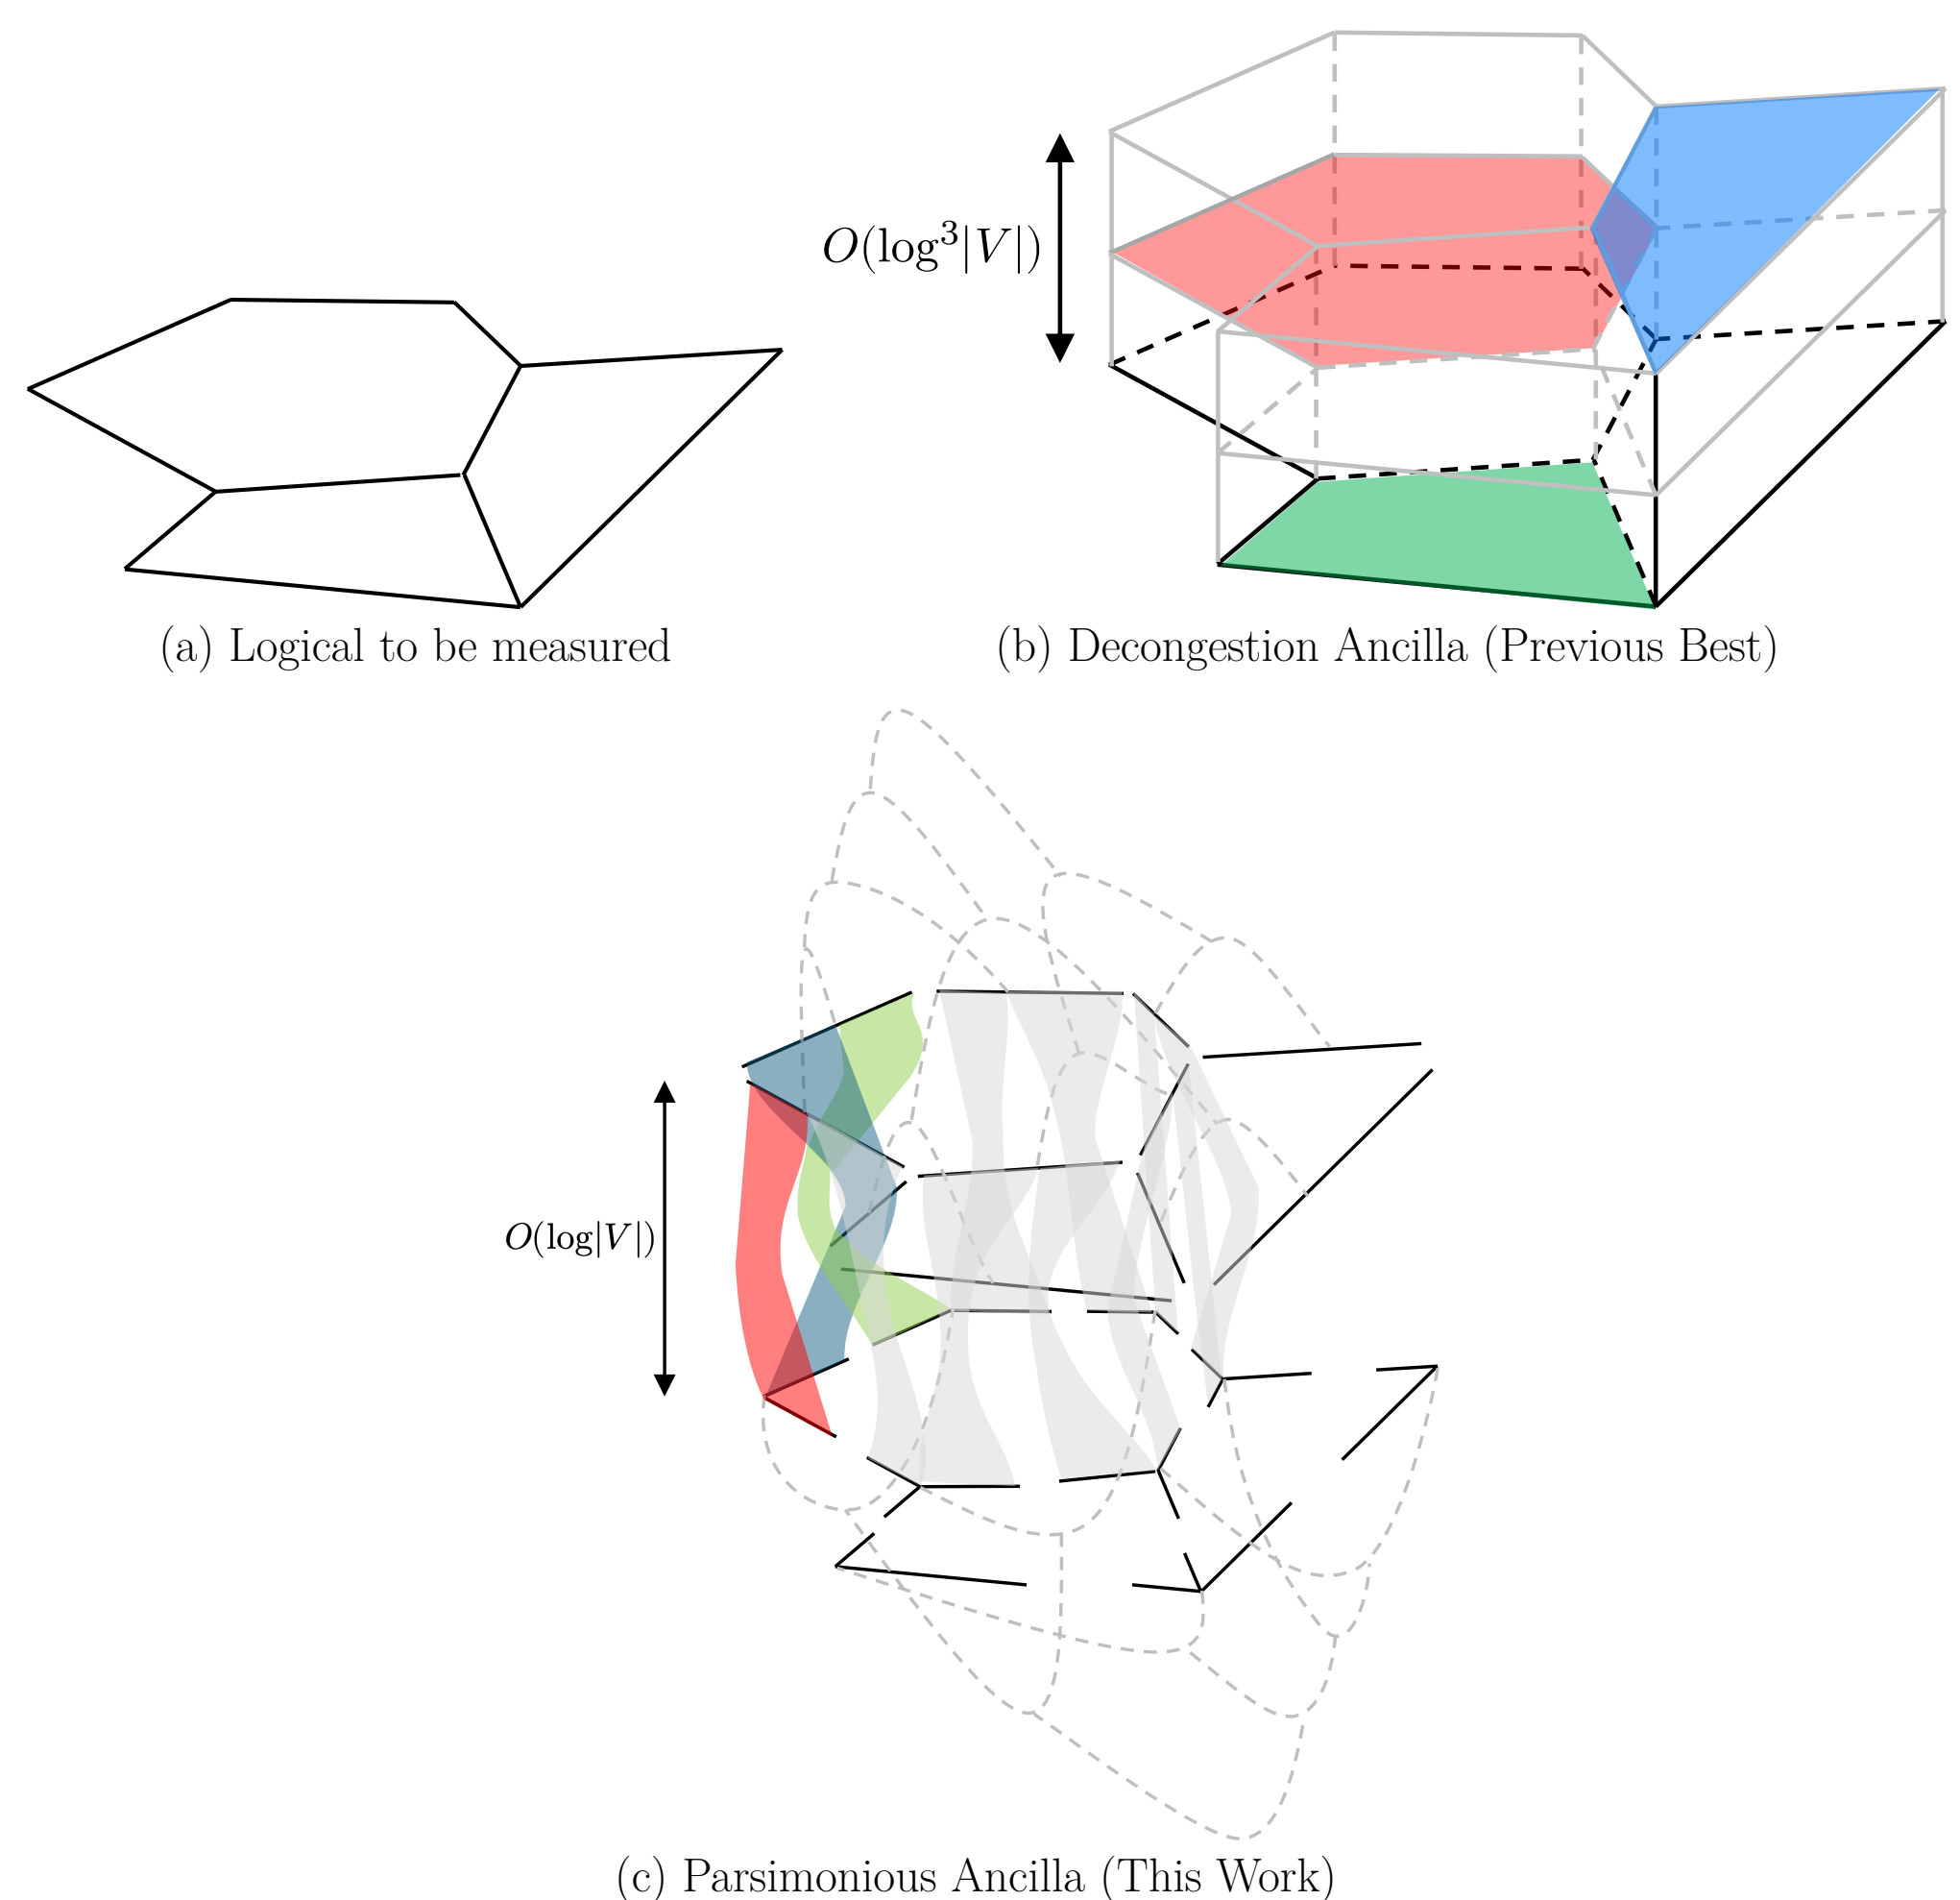 O(log³|V|)
(a) Logical to be measured
(b) Decongestion Ancilla (Previous Best)
O(log|V|)
(c) Parsimonious Ancilla (This Work)